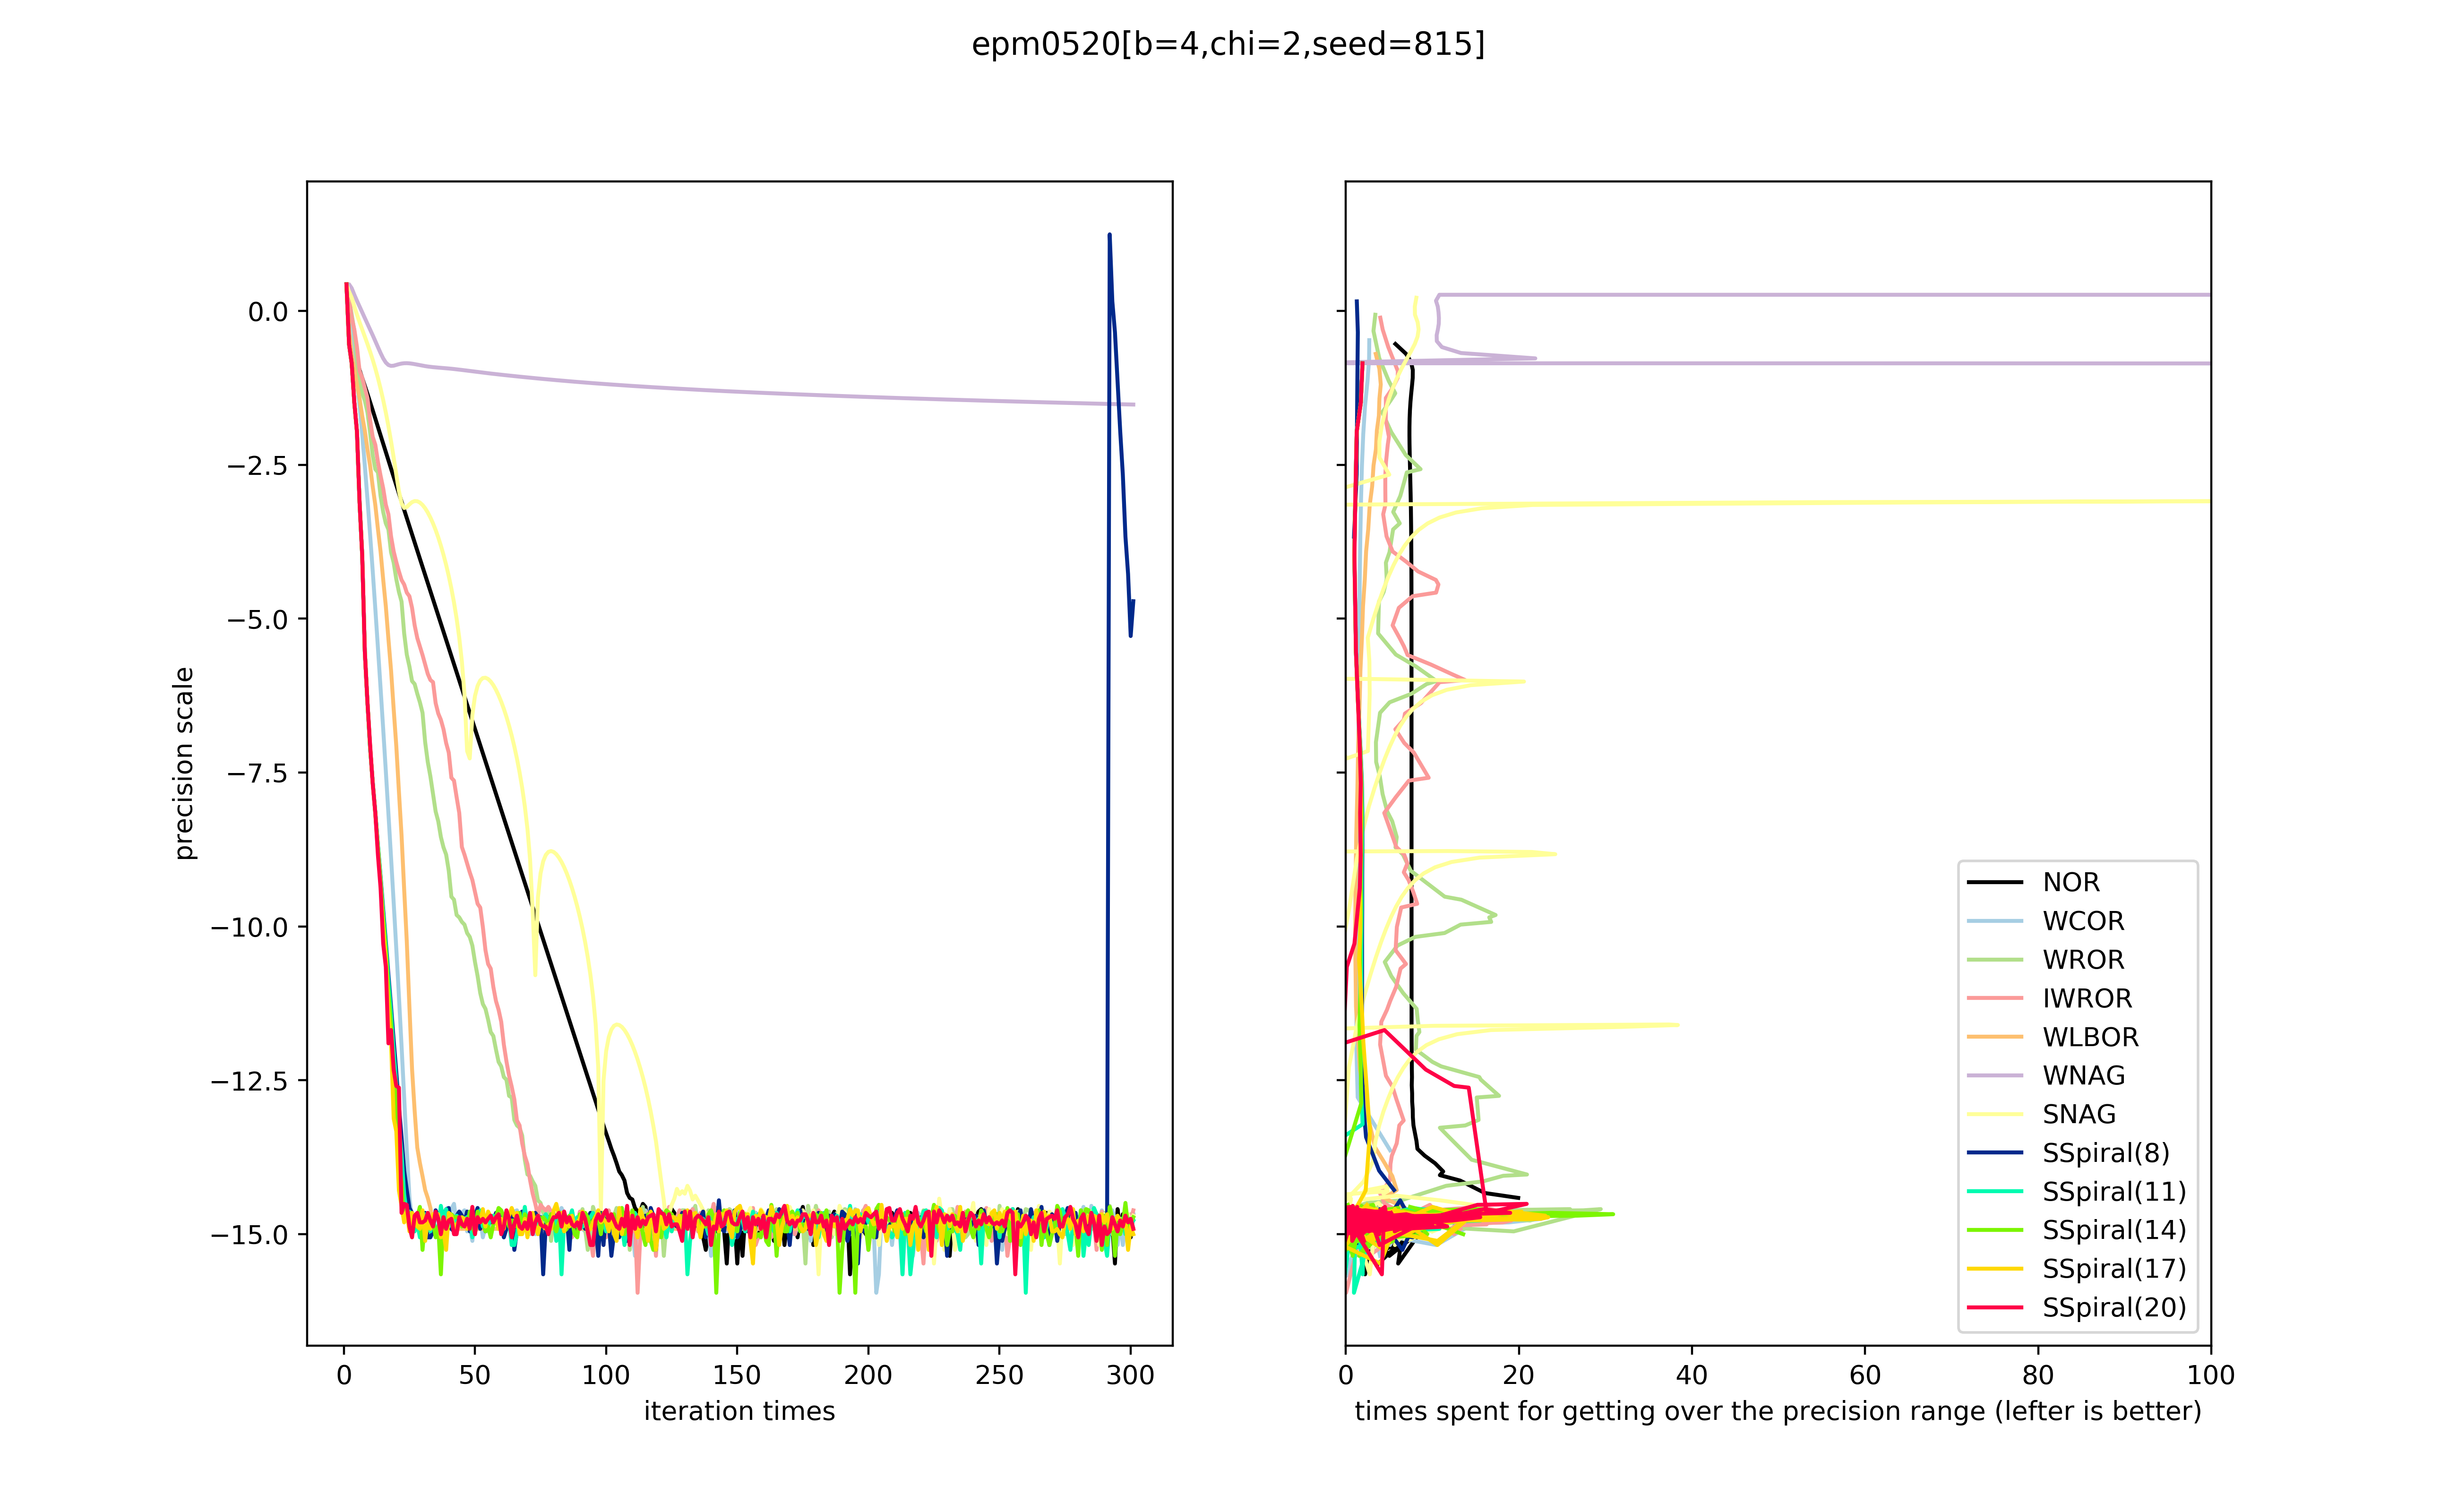 epm0520[b=4,chi=2,seed=815]
precision scale
0.0
−2.5
−5.0
−7.5
−10.0
−12.5
−15.0
0 50 100 150 200 250 300
iteration times
NOR
WCOR
WROR
IWROR
WLBOR
WNAG
SNAG
SSpiral(8)
SSpiral(11)
SSpiral(14)
SSpiral(17)
SSpiral(20)
0 20 40 60 80 100
times spent for getting over the precision range (lefter is better)